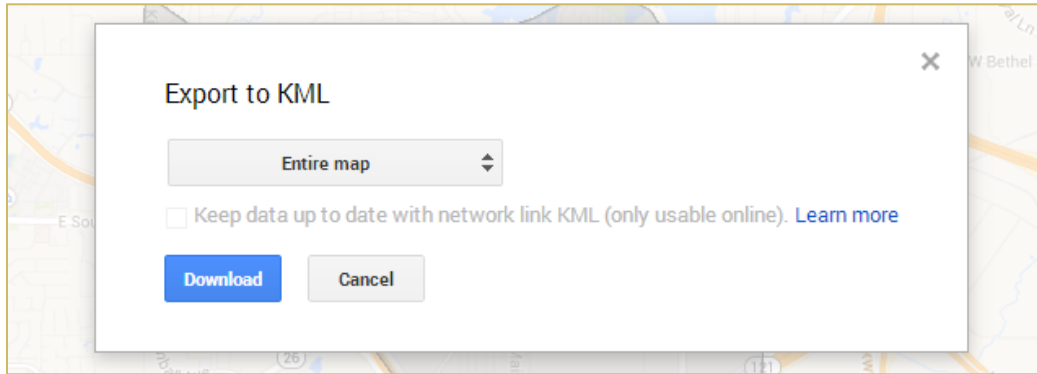 W Bethel
Export to KML
Entire map
E Sou
Keep data up to date with network link KML (only usable online). Learn more
Download
Cancel
26
121